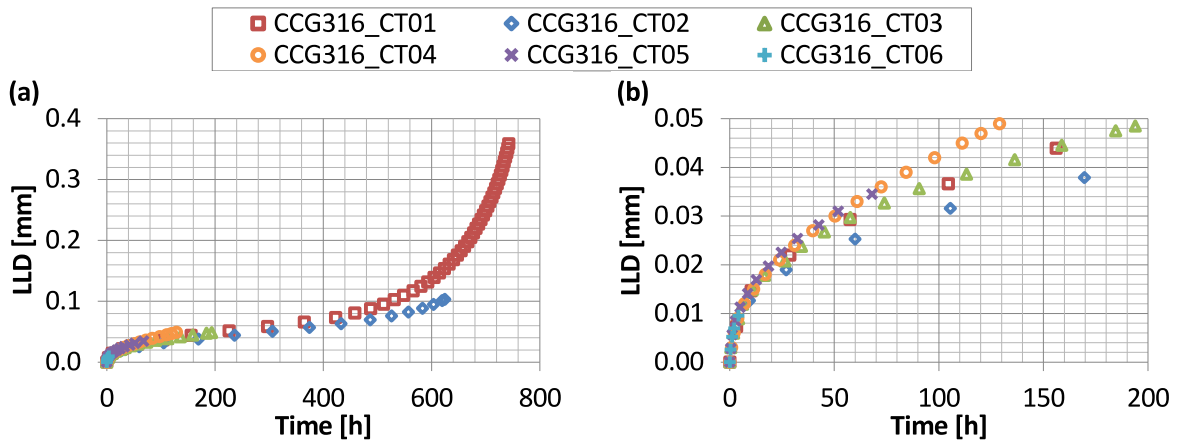 CCG316_CT01 CCG316_CT02 CCG316_CT03
CCG316_CT04 CCG316_CT05 CCG316_CT06
(a)
0.4
0.3
0.2
0.1
0.0
LLD [mm]
0 200 400 600 800
Time [h]
(b)
0.05
0.04
0.03
0.02
0.01
0.00
LLD [mm]
0 50 100 150 200
Time [h]